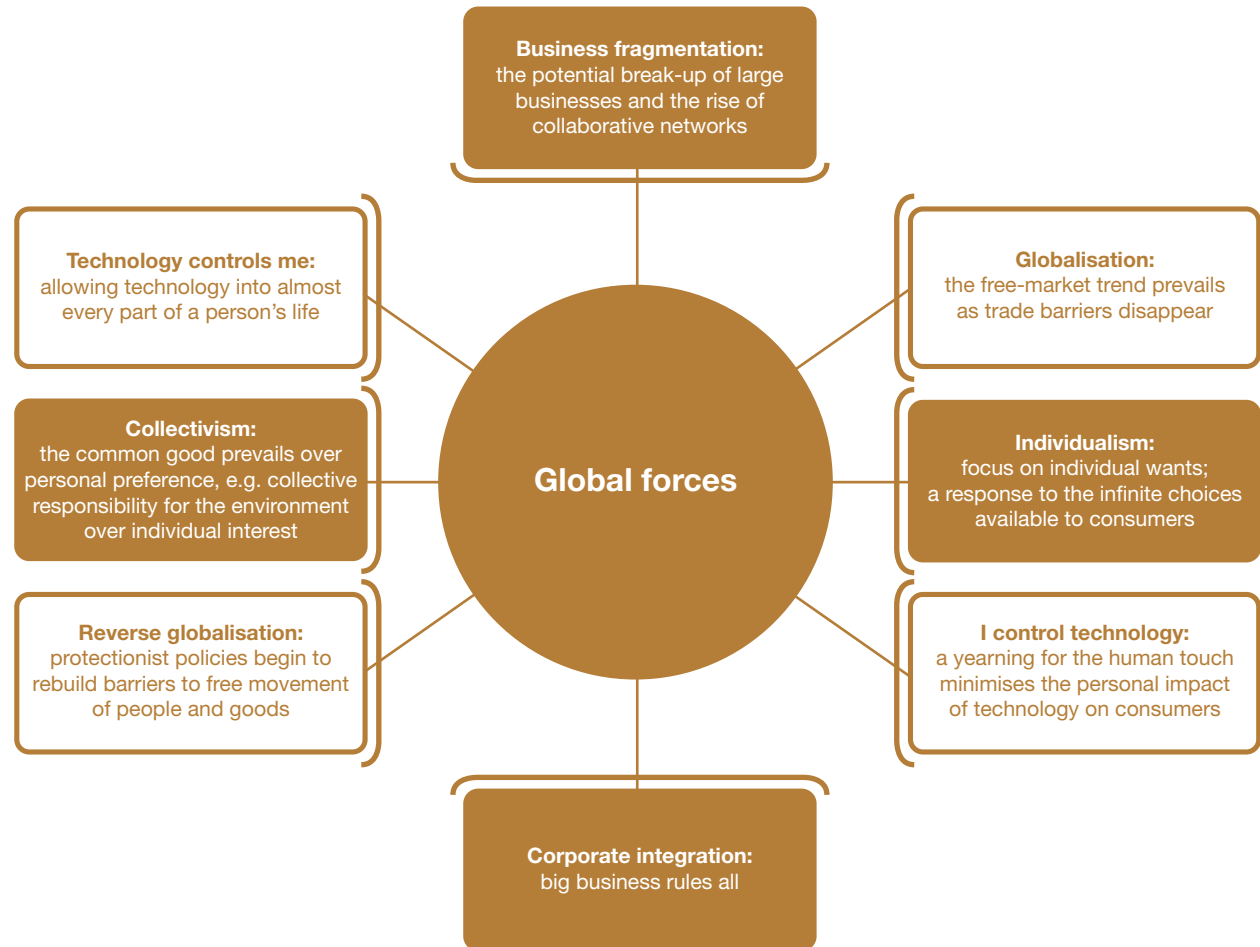 Business fragmentation:
the potential break-up of large
businesses and the rise of
collaborative networks
Technology controls me:
allowing technology into almost
every part of a person’s life
Globalisation:
the free-market trend prevails
as trade barriers disappear
Collectivism:
the common good prevails over
personal preference, e.g. collective
responsibility for the environment
over individual interest
Global forces
Individualism:
focus on individual wants;
a response to the infinite choices
available to consumers
Reverse globalisation:
protectionist policies begin to
rebuild barriers to free movement
of people and goods
I control technology:
a yearning for the human touch
minimises the personal impact
of technology on consumers
Corporate integration:
big business rules all